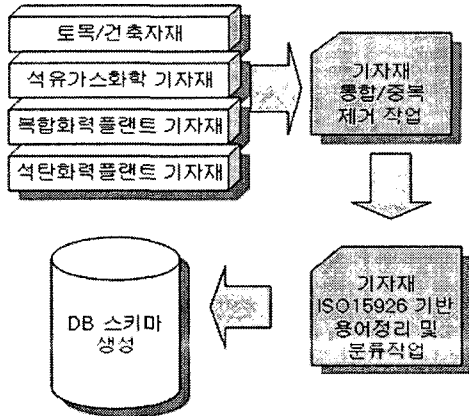 토목/건축자재
석유가스화학 기자재
복합화력플랜트 기자재
석탄화력플랜트 기자재
기자재
통합/중복
제거 작업
기자재
ISO15926 기반
용어정리 및
분류작업
DB 스키마
생성